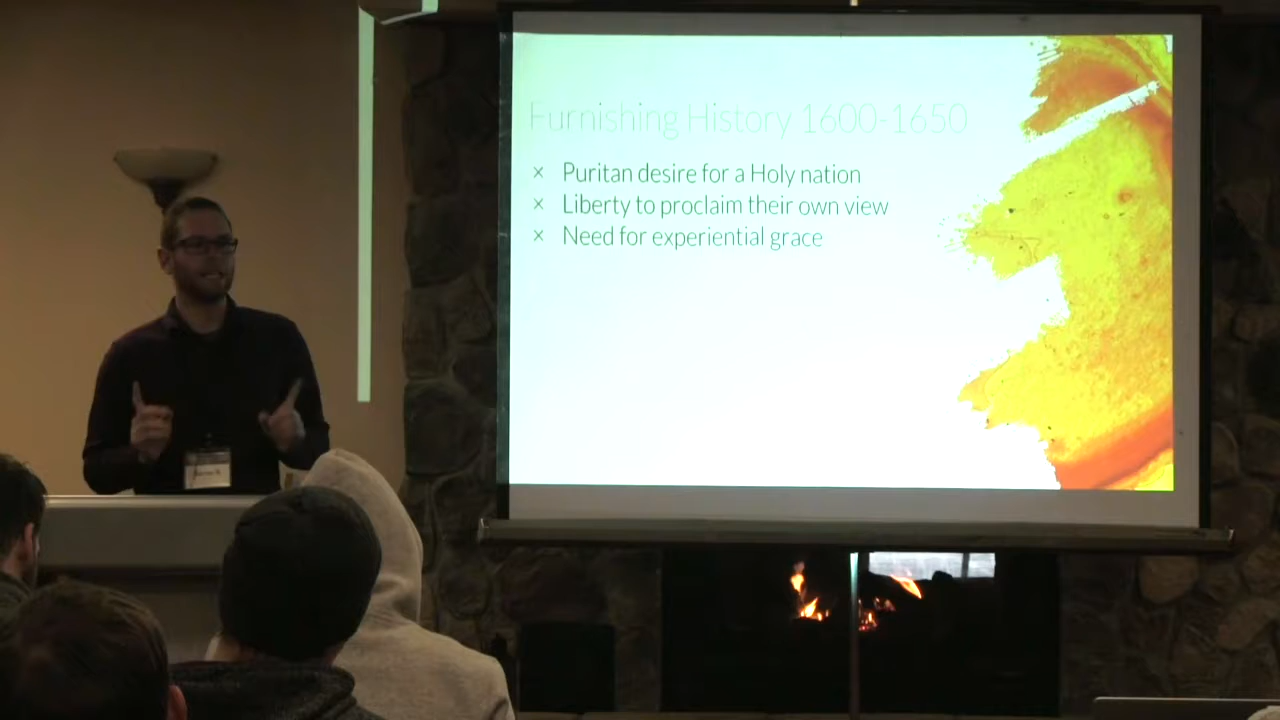 Furnishing History 1600-1650
× Puritan desire for a Holy nation
× Liberty to proclaim their own view
× Need for experiential grace